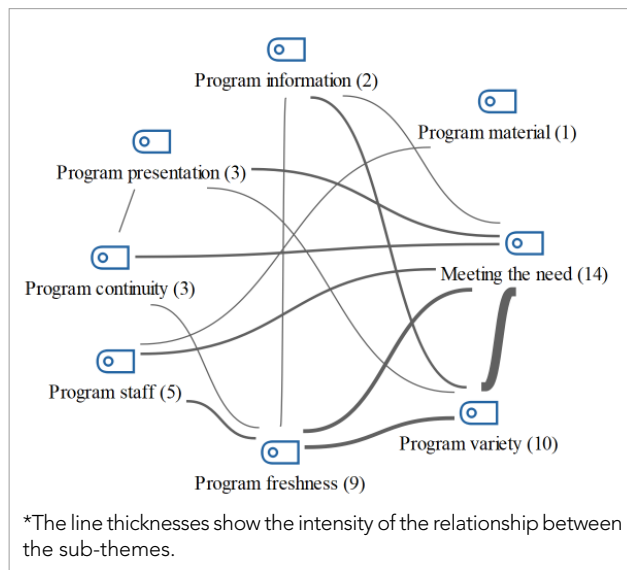 Program information (2)
Program material (1)
Program presentation (3)
Meeting the need (14)
Program continuity (3)
Program staff (5)
Program variety (10)
Program freshness (9)
*The line thicknesses show the intensity of the relationship between
the sub-themes.